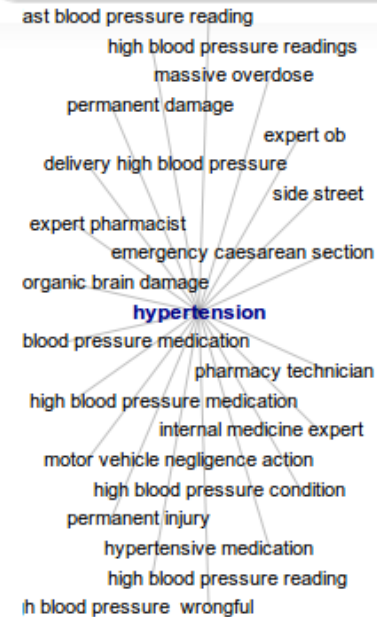 ast blood pressure reading
high blood pressure readings
massive overdose
permanent damage
expert ob
delivery high blood pressure
side street
expert pharmacist
emergency caesarean section
organic brain damage
hypertension
blood pressure medication
pharmacy technician
high blood pressure medication
internal medicine expert
motor vehicle negligence action
high blood pressure condition
permanent injury
hypertensive medication
high blood pressure reading
h blood pressure wrongful